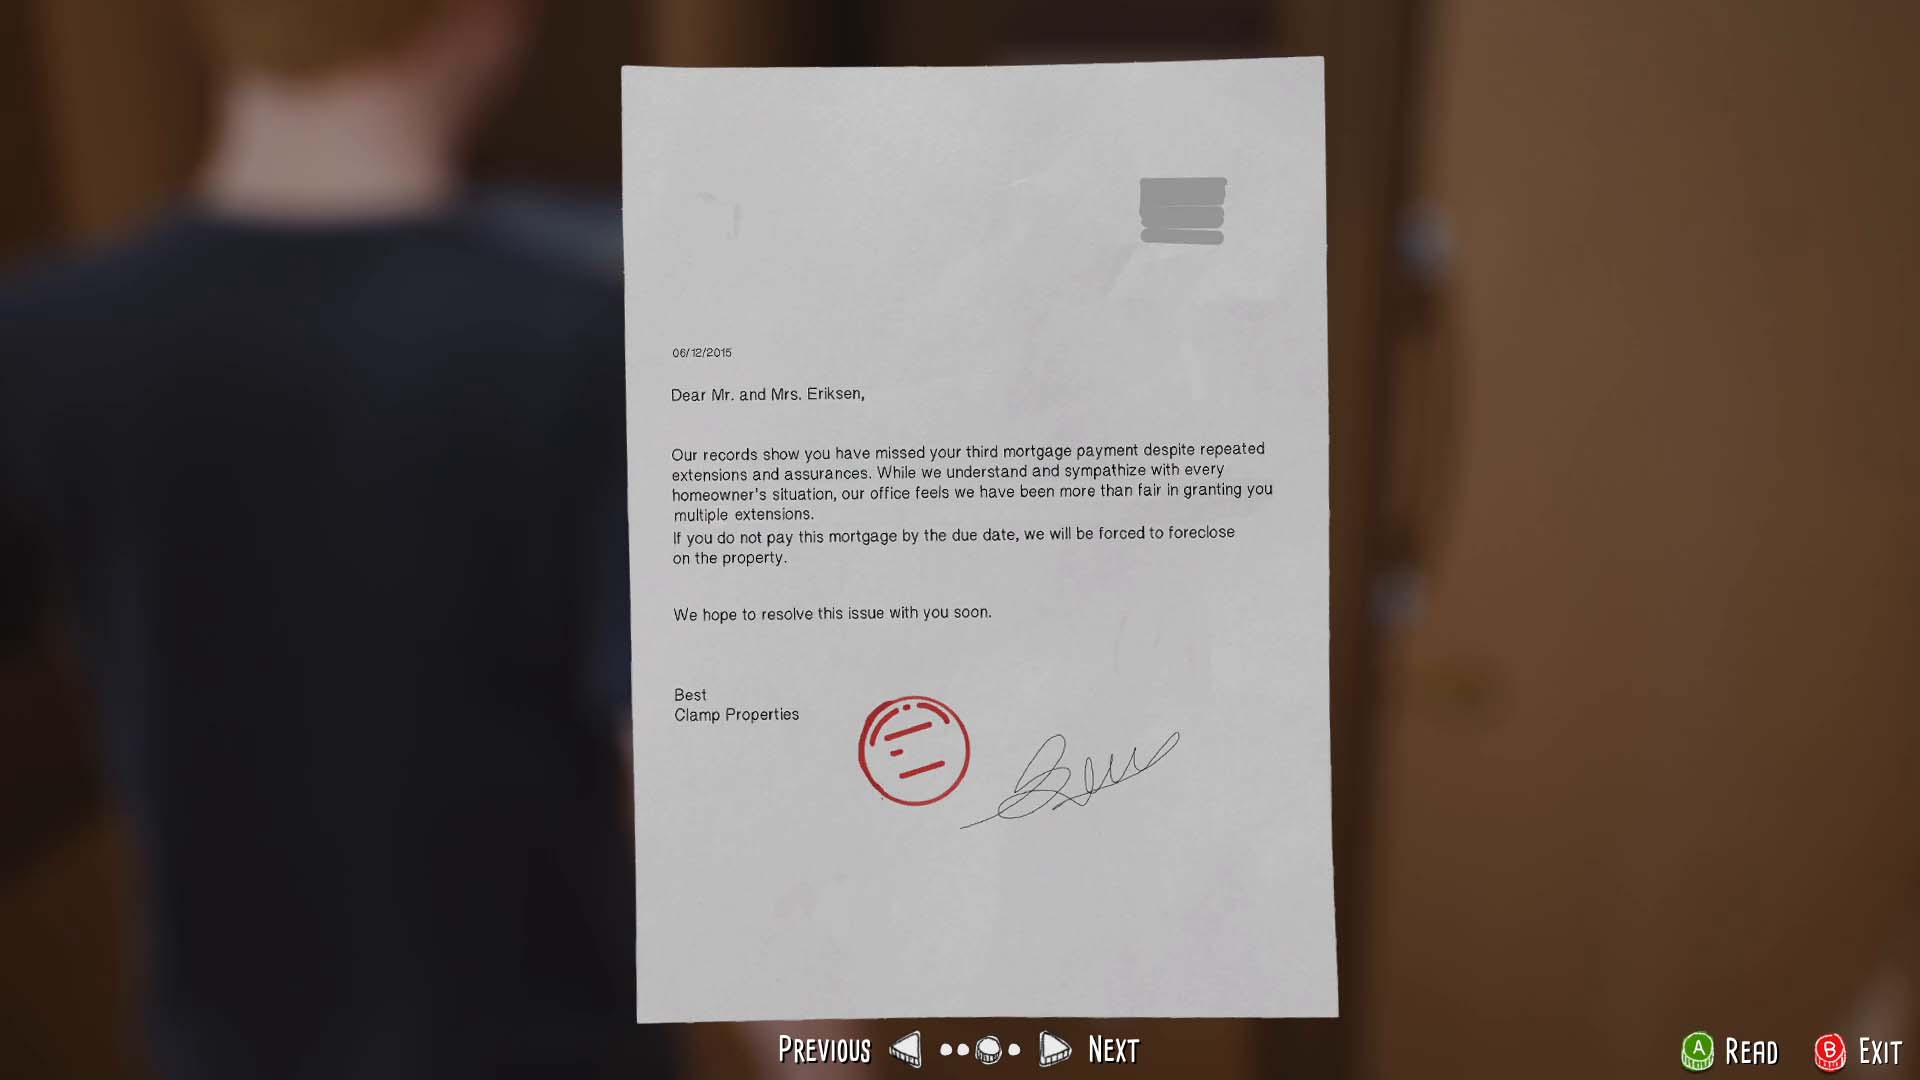 06/12/2015
Dear Mr. and Mrs. Eriksen,
Our records show you have missed your third mortgage payment despite repeated
extensions and assurances. While we understand and sympathize with every
homeowner's situation, our office feels we have been more than fair in granting you
multiple extensions.
If you do not pay this mortgage by the due date, we will be forced to foreclose
on the property.
We hope to resolve this issue with you soon.
Best
Clamp Properties
PREVIOUS
NEXT
A READ
B EXIT